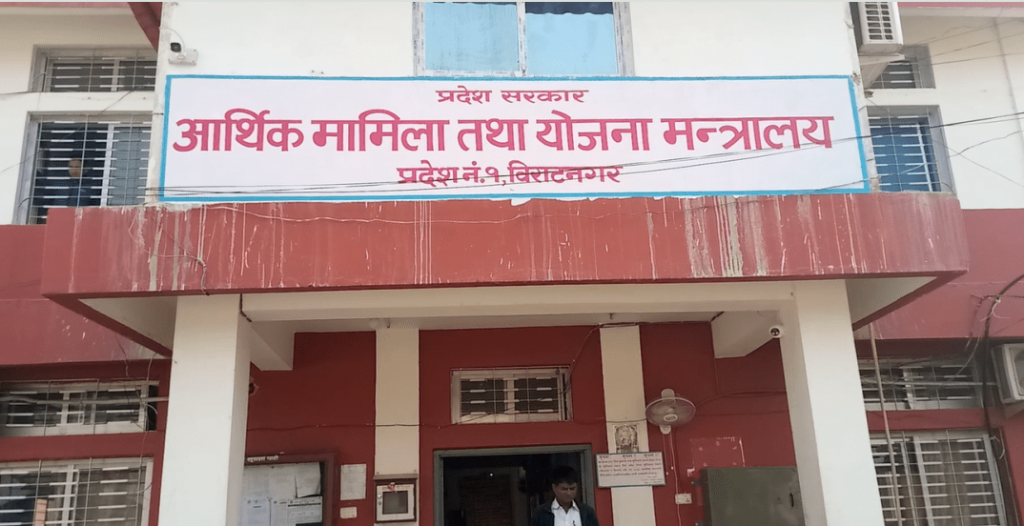 प्रदेश सरकार
आर्थिक मामिला तथा योजना मन्त्रालय
प्रदेश नं.१,विराटनगर